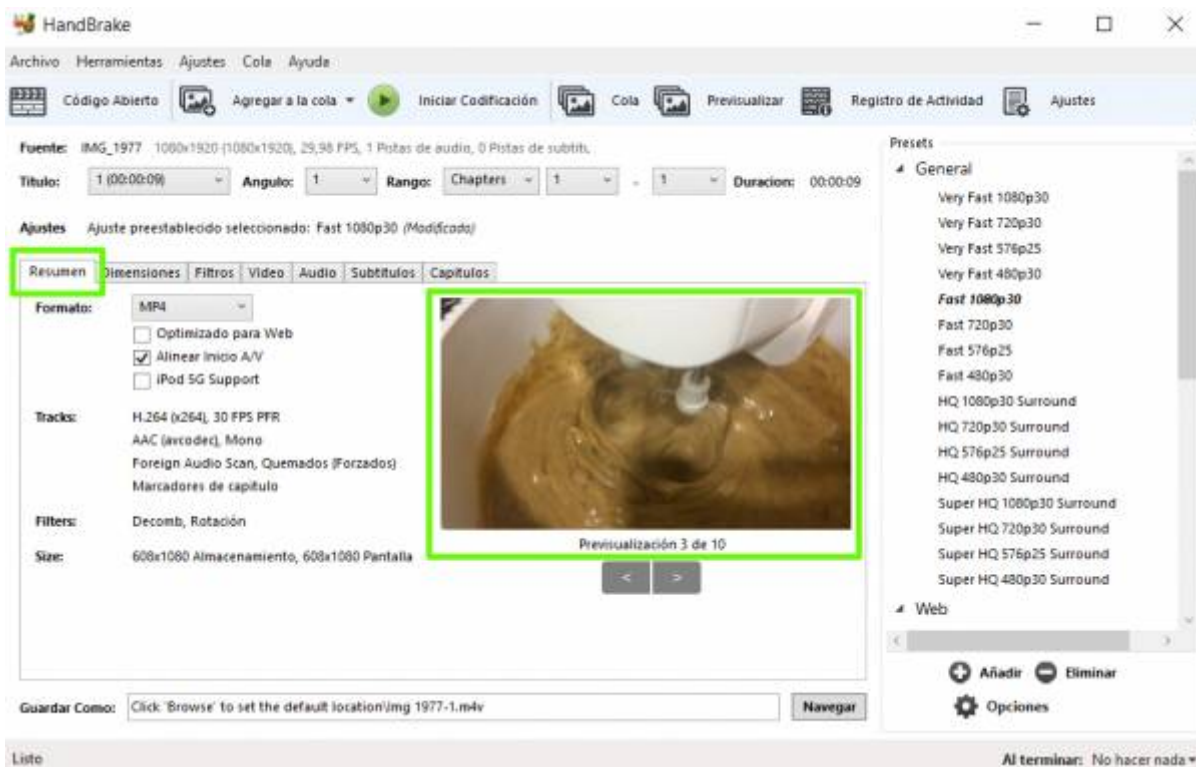 HandBrake
Archivo Herramientas Ajustes Cola Ayuda
Código Abierto Agregar a la cola Iniciar Codificación Cola Previsualizar Registro de Actividad Ajustes
Fuente: IMG_1977 1080x1920 (1080x1920), 29,98 FPS, 1 Pistas de audio, 0 Pistas de subtít.
Título: 1 (00:00:09) Angulo: 1 Rango: Chapters 1 - 1 Duracion: 00:00:09
Ajustes Ajuste preestablecido seleccionado: Fast 1080p30 (Modificado)
Resumen Dimensiones Filtros Video Audio Subtítulos Capítulos
Formato: MP4
Optimizado para Web
Alinear Inicio A/V
iPod 5G Support
Tracks: H.264 (x264), 30 FPS PFR
AAC (avcodec), Mono
Foreign Audio Scan, Quemados (Forzados)
Marcadores de capítulo
Filters: Decomb, Rotación
Size: 608x1080 Almacenamiento, 608x1080 Pantalla
Previsualización 3 de 10
< >
Guardar Como: Click 'Browse' to set the default location\img 1977-1.m4v Navegar
Presets
General
Very Fast 1080p30
Very Fast 720p30
Very Fast 576p25
Very Fast 480p30
Fast 1080p30
Fast 720p30
Fast 576p25
Fast 480p30
HQ 1080p30 Surround
HQ 720p30 Surround
HQ 576p25 Surround
HQ 480p30 Surround
Super HQ 1080p30 Surround
Super HQ 720p30 Surround
Super HQ 576p25 Surround
Super HQ 480p30 Surround
Web
Añadir Eliminar
Opciones
Listo Al terminar: No hacer nada